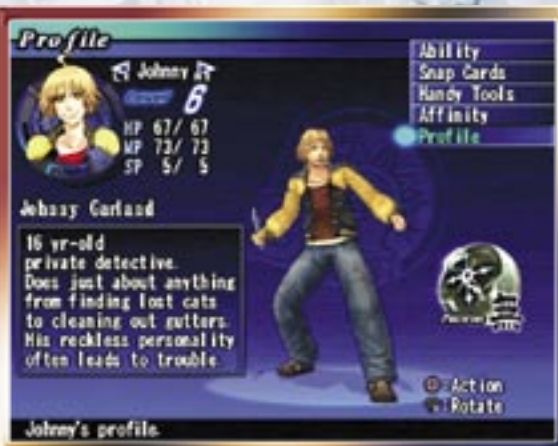 Profile
Johnny
6
HP 67/ 67
MP 73/ 73
SP 5/ 5
Johnny Garland
16 yr-old
private detective.
Does just about anything
from finding lost cats
to cleaning out gutters.
His reckless personality
often leads to trouble.
Ability
Snap Cards
Handy Tools
Affinity
Profile
:Action
:Rotate
Johnny's profile.